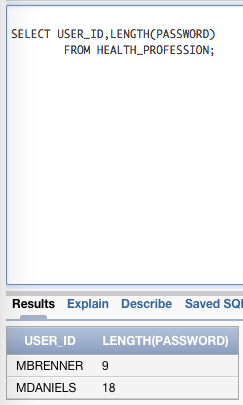 SELECT USER_ID,LENGTH(PASSWORD)
FROM HEALTH_PROFESSION;
Results Explain Describe Saved SQL
USER_ID LENGTH(PASSWORD)
MBRENNER 9
MDANIELS 18